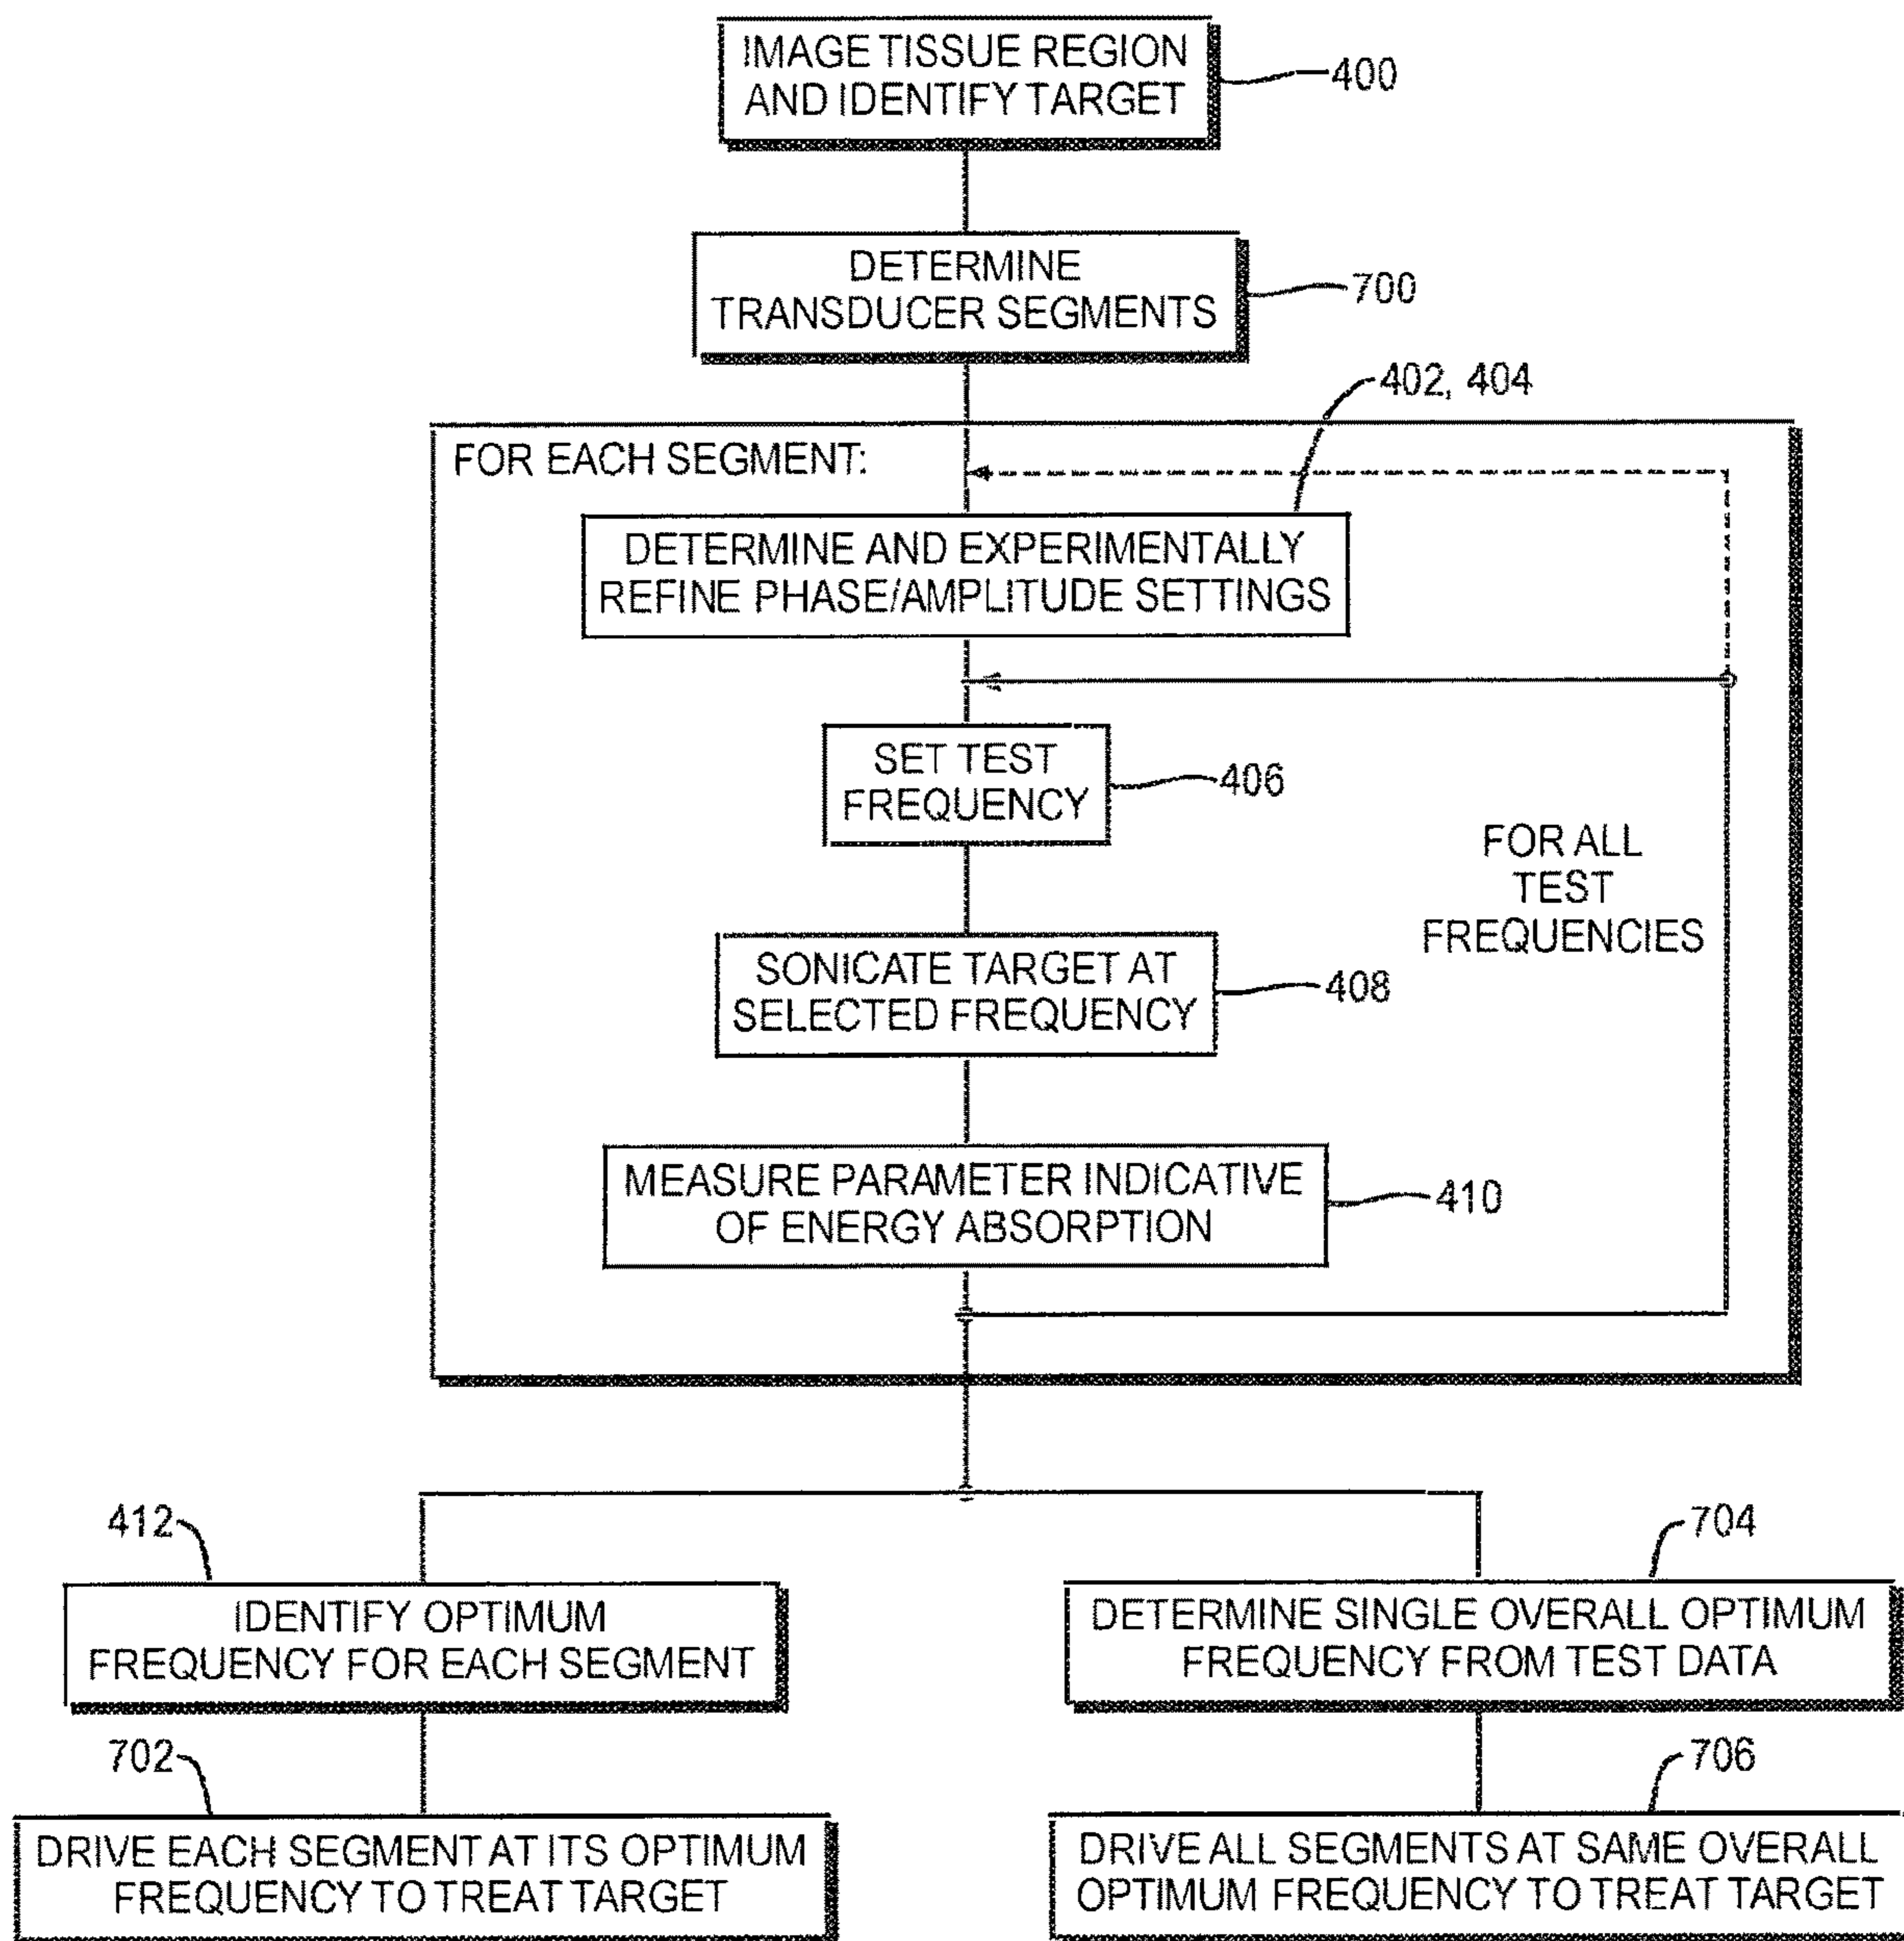 IMAGE TISSUE REGION
AND IDENTIFY TARGET
400
DETERMINE
TRANSDUCER SEGMENTS
700
402, 404
FOR EACH SEGMENT:
DETERMINE AND EXPERIMENTALLY
REFINE PHASE/AMPLITUDE SETTINGS
SET TEST
FREQUENCY
406
FOR ALL
TEST
FREQUENCIES
SONICATE TARGET AT
SELECTED FREQUENCY
408
MEASURE PARAMETER INDICATIVE
OF ENERGY ABSORPTION
410
412
IDENTIFY OPTIMUM
FREQUENCY FOR EACH SEGMENT
702
DRIVE EACH SEGMENT AT ITS OPTIMUM
FREQUENCY TO TREAT TARGET
704
DETERMINE SINGLE OVERALL OPTIMUM
FREQUENCY FROM TEST DATA
706
DRIVE ALL SEGMENTS AT SAME OVERALL
OPTIMUM FREQUENCY TO TREAT TARGET